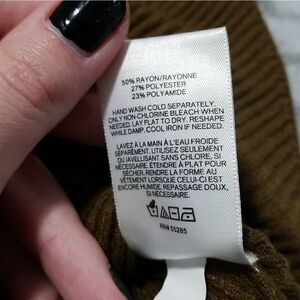 50% RAYON/RAYONNE
27% POLYESTER
23% POLYAMIDE
HAND WASH COLD SEPARATELY.
ONLY NON-CHLORINE BLEACH WHEN
NEEDED. LAY FLAT TO DRY. RESHAPE
WHILE DAMP. COOL IRON IF NEEDED.
LAVEZ À LA MAIN À L'EAU FROIDE
SÉPARÉMENT. UTILISEZ SEULEMENT
DU JAVELLISANT SANS CHLORE, SI
NÉCESSAIRE. ÉTENDRE À PLAT POUR
SÉCHER. RENDRE LA FORME AU
VÊTEMENT LORSQUE CELUI-CI EST
ENCORE HUMIDE. REPASSAGE DOUX,
SI NÉCESSAIRE.
RN# 55285